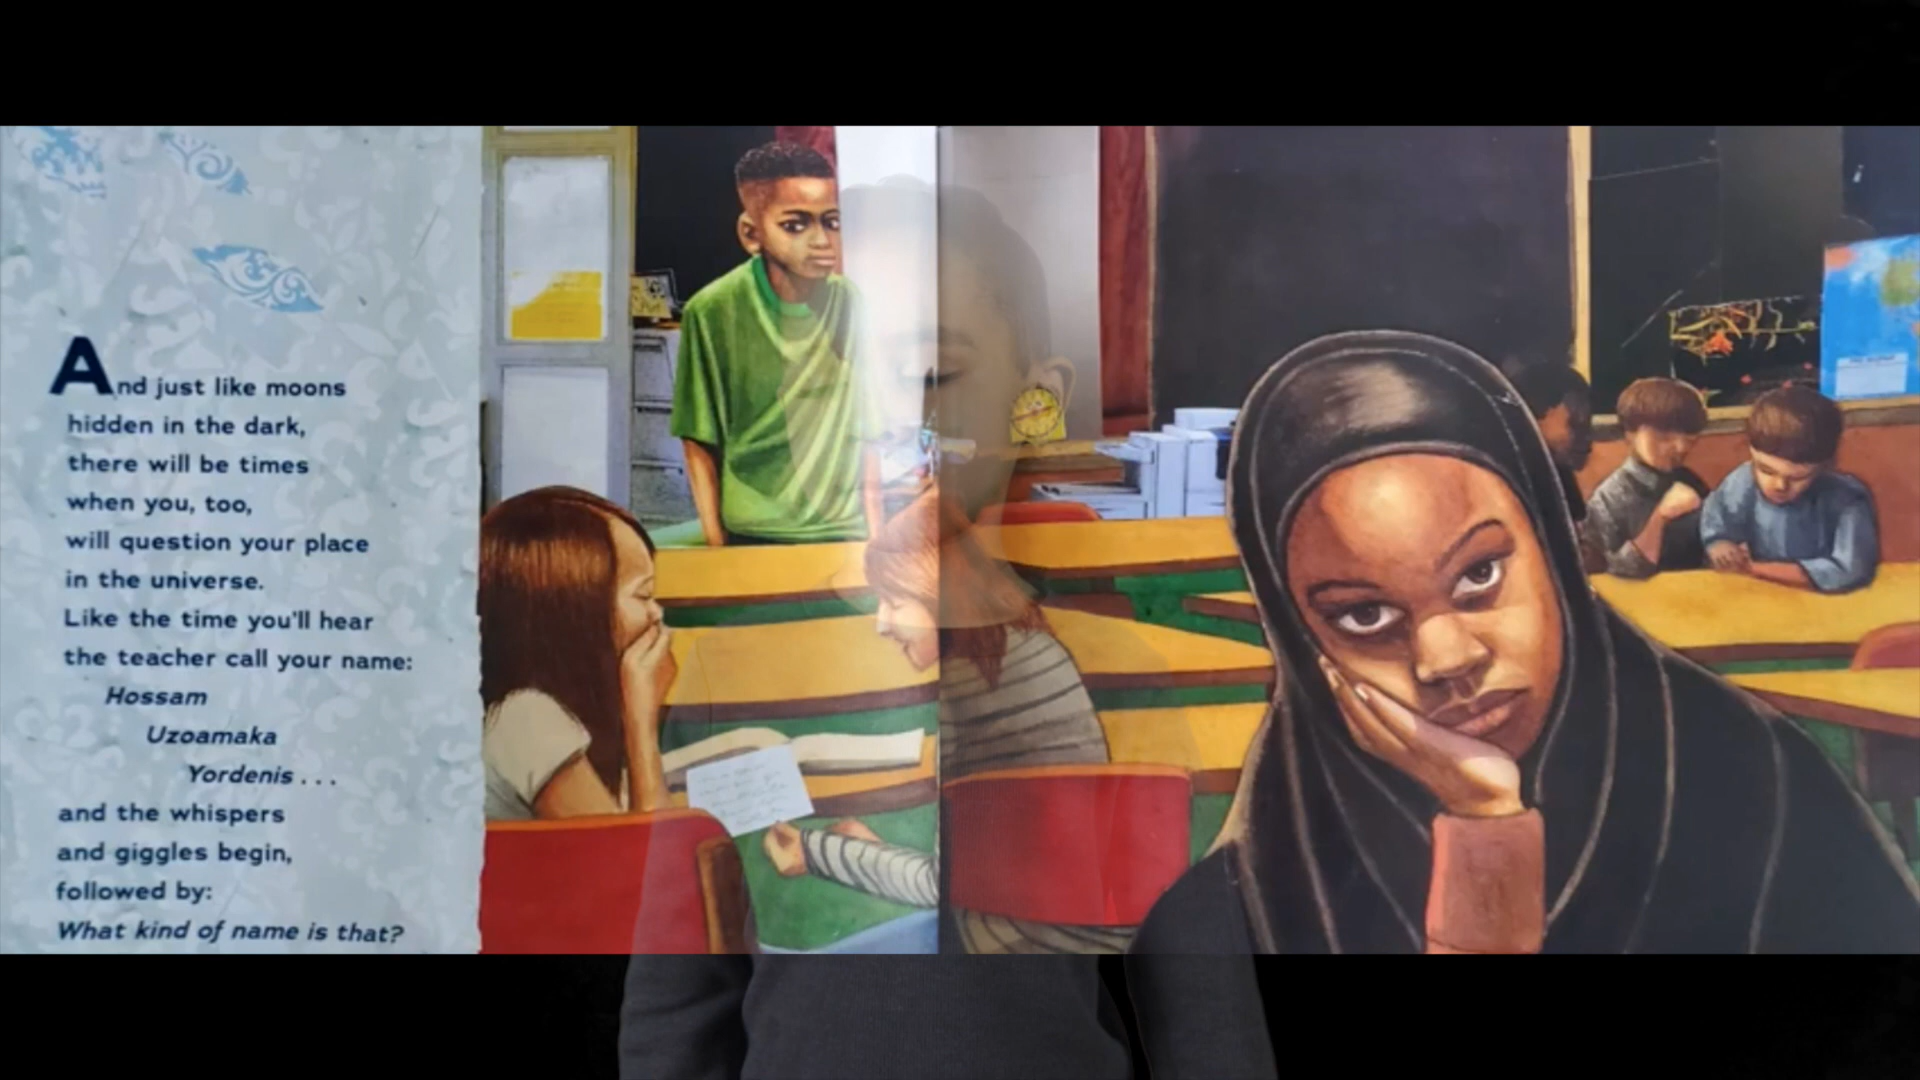 And just like moons
hidden in the dark,
there will be times
when you, too,
will question your place
in the universe.
Like the time you'll hear
the teacher call your name:
Hossam
Uzoamaka
Yordenis . . .
and the whispers
and giggles begin,
followed by:
What kind of name is that?